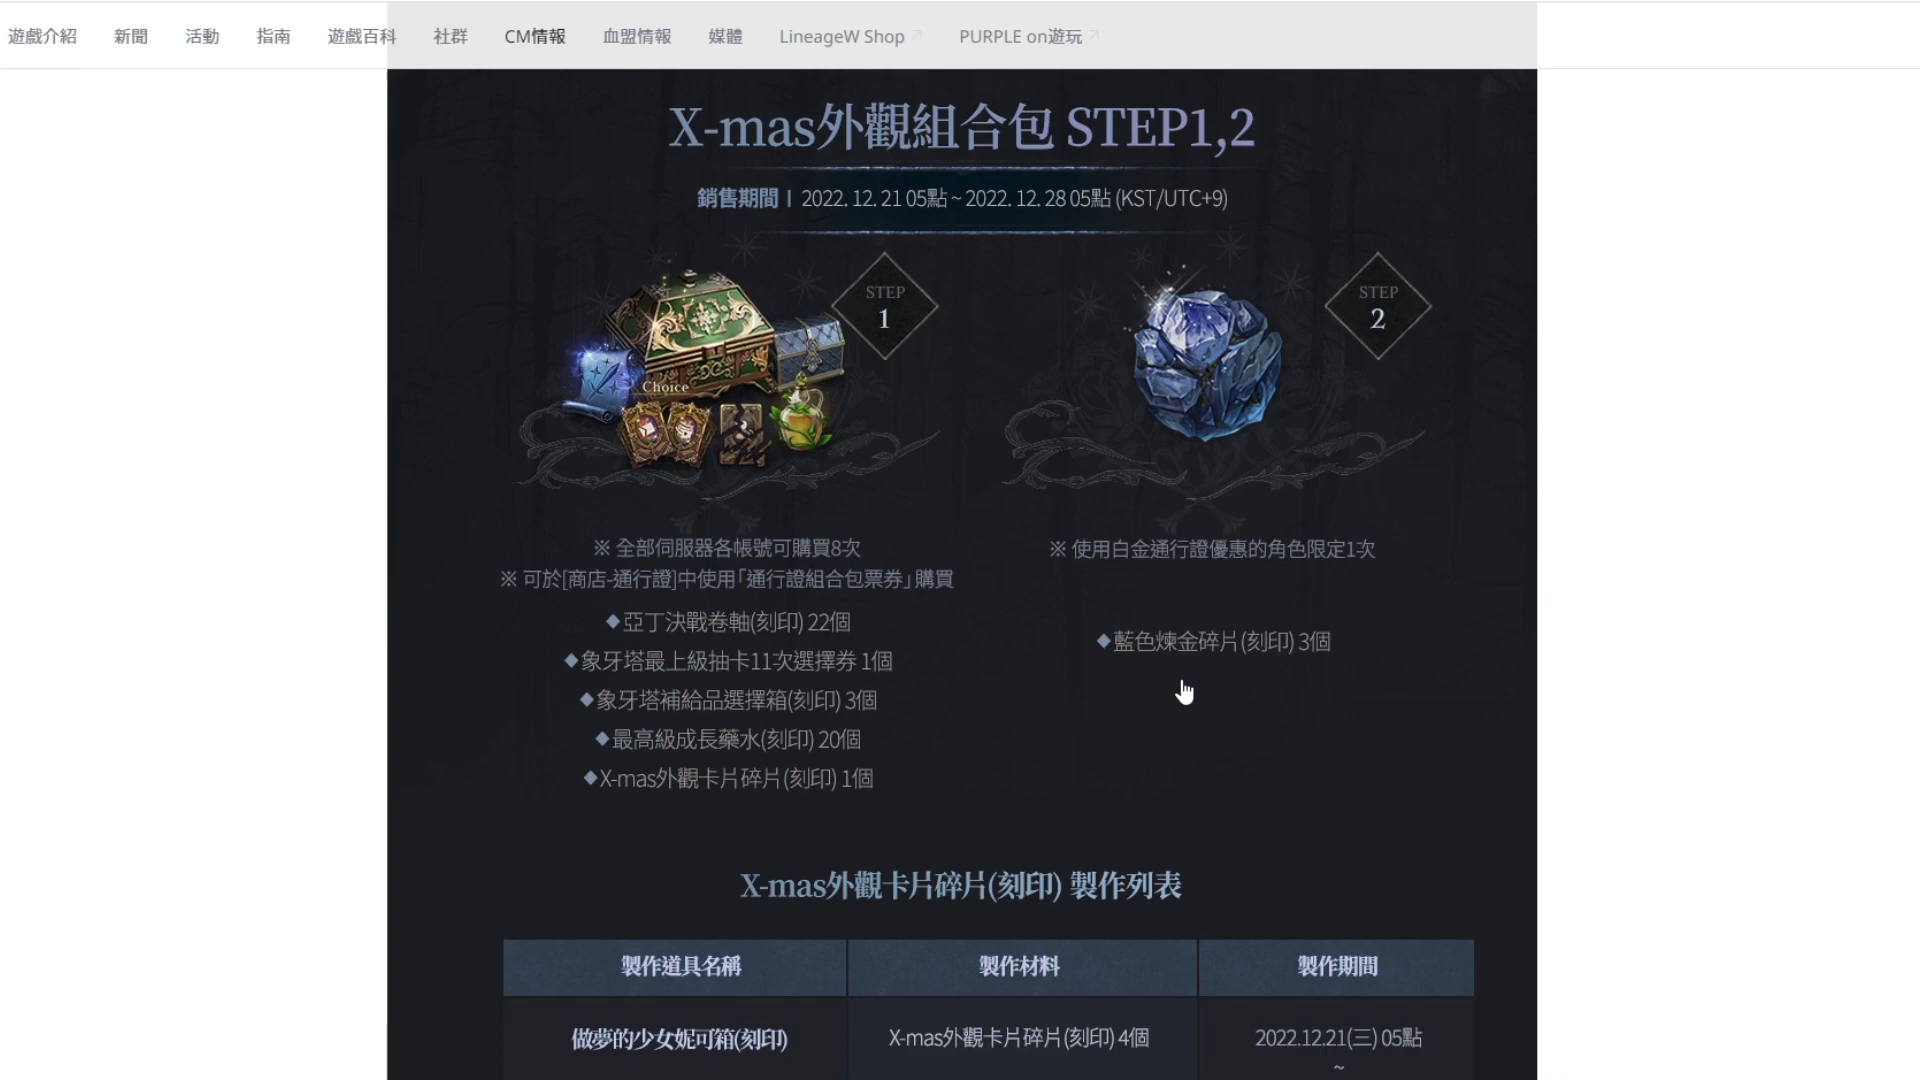 遊戲介紹 新聞 活動 指南 遊戲百科 社群 CM情報 血盟情報 媒體 LineageW Shop PURPLE on遊玩
X-mas外觀組合包 STEP1,2
銷售期間 | 2022. 12. 21 05點 ~ 2022. 12. 28 05點 (KST/UTC+9)
STEP
1
Choice
STEP
2
※ 全部伺服器各帳號可購買8次
※ 可於[商店-通行證]中使用「通行證組合包票券」購買
◆亞丁決戰卷軸(刻印) 22個
◆象牙塔最上級抽卡11次選擇券 1個
◆象牙塔補給品選擇箱(刻印) 3個
◆最高級成長藥水(刻印) 20個
◆X-mas外觀卡片碎片(刻印) 1個
※ 使用白金通行證優惠的角色限定1次
◆藍色煉金碎片(刻印) 3個
X-mas外觀卡片碎片(刻印) 製作列表
製作道具名稱 製作材料 製作期間
做夢的少女妮可箱(刻印) X-mas外觀卡片碎片(刻印) 4個 2022.12.21(三) 05點
~